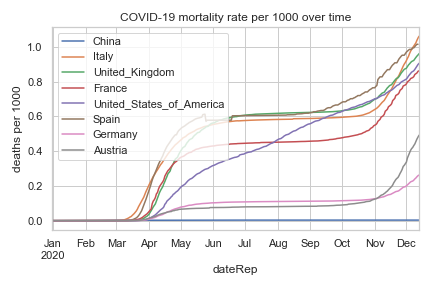 COVID-19 mortality rate per 1000 over time
deaths per 1000
1.0
0.8
0.6
0.4
0.2
0.0
China
Italy
United_Kingdom
France
United_States_of_America
Spain
Germany
Austria
Jan Feb Mar Apr May Jun Jul Aug Sep Oct Nov Dec
2020
dateRep